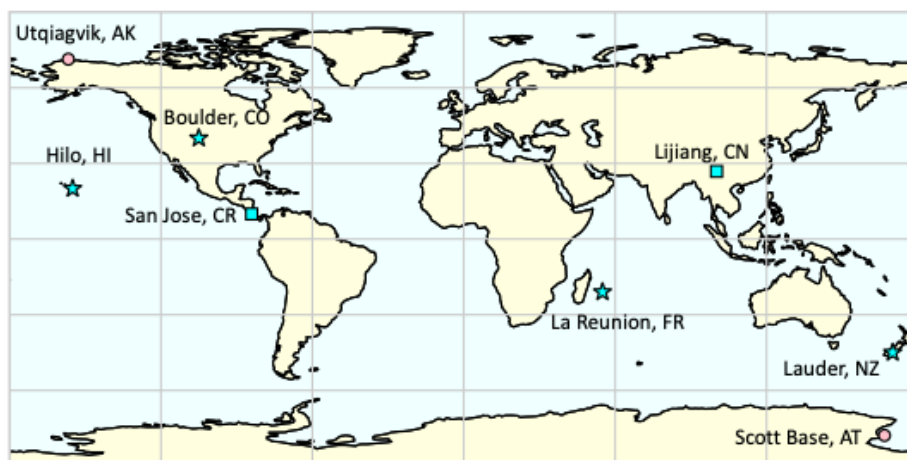 Utqiagvik, AK
Boulder, CO
Hilo, HI
Lijiang, CN
San Jose, CR
La Reunion, FR
Lauder, NZ
Scott Base, AT